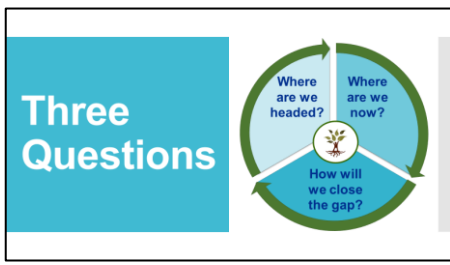 Three
Questions
Where
are we
headed?
Where
are we
now?
How will
we close
the gap?